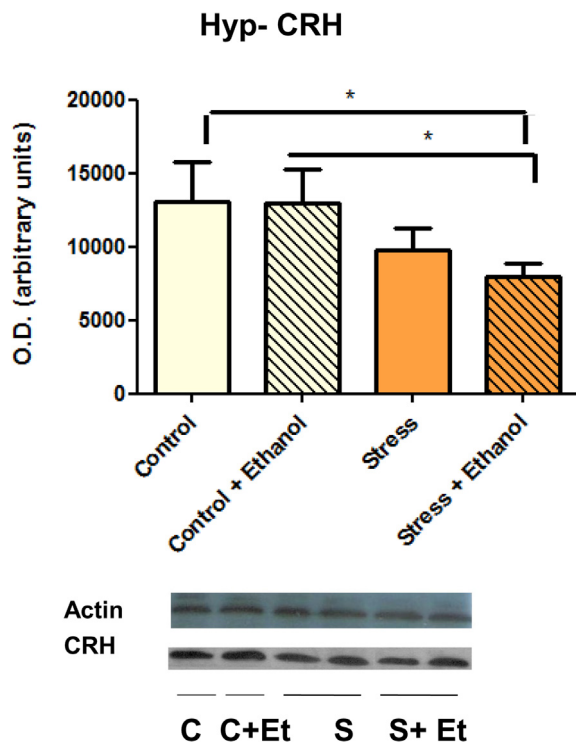 Hyp- CRH
*
*
20000
15000
10000
5000
0
O.D. (arbitrary units)
Control
Control + Ethanol
Stress
Stress + Ethanol
Actin
CRH
C C+Et S S+ Et